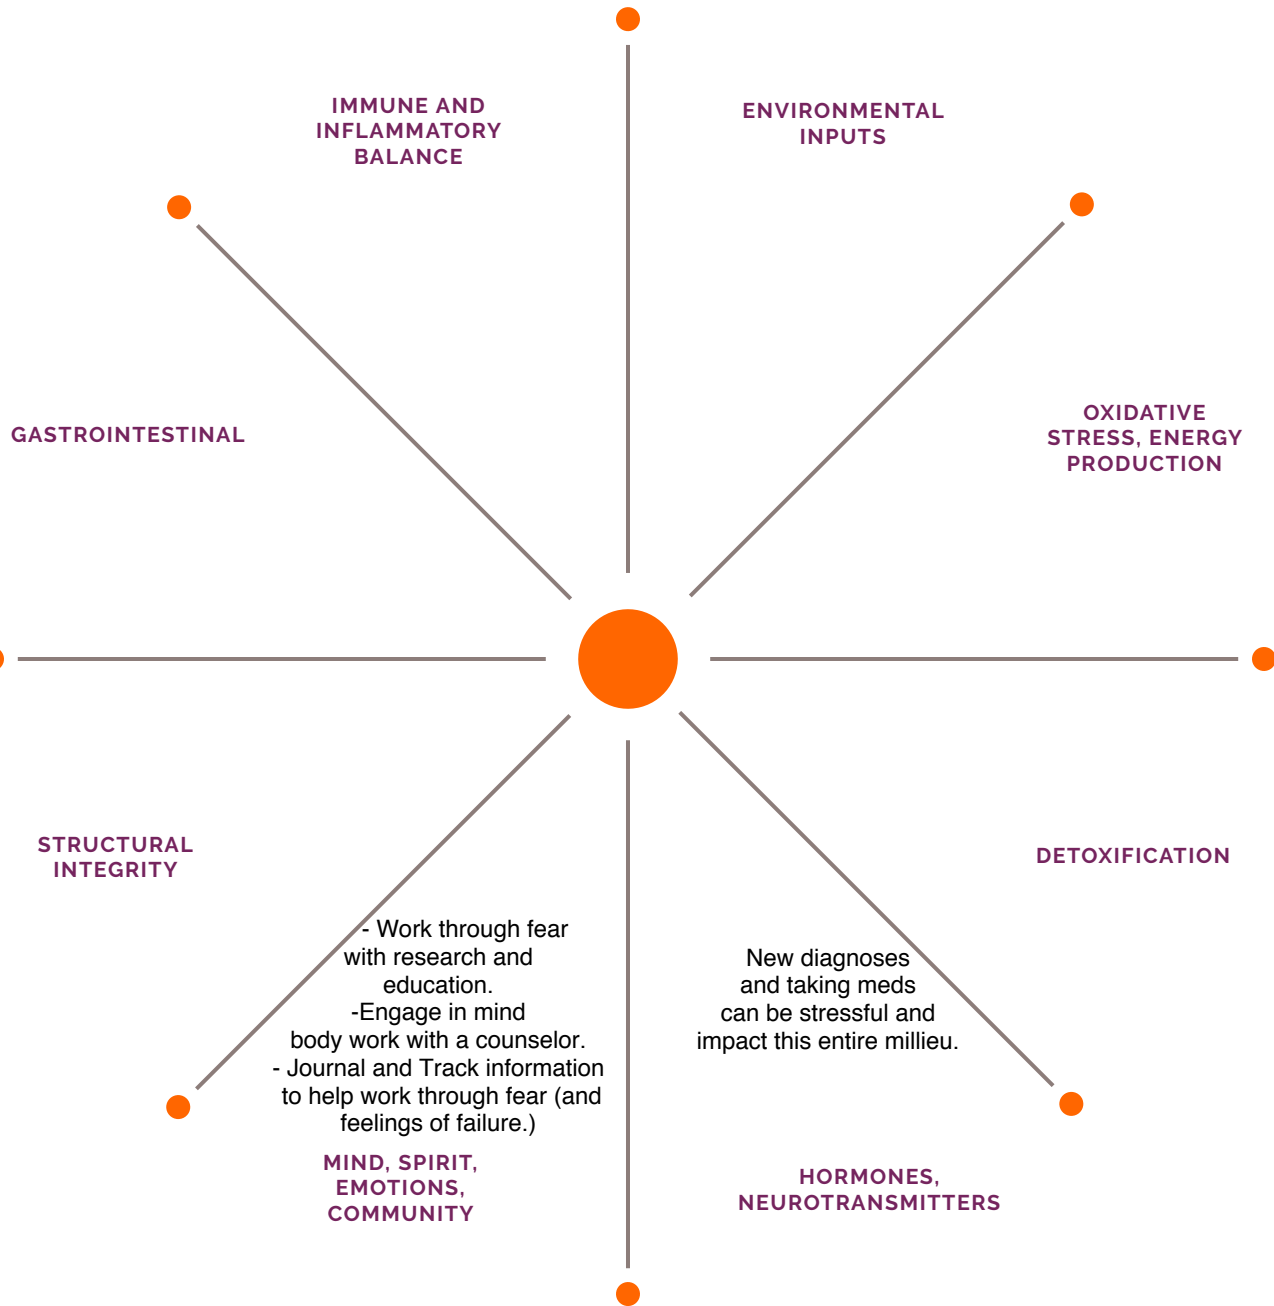 IMMUNE AND
INFLAMMATORY
BALANCE
ENVIRONMENTAL
INPUTS
GASTROINTESTINAL
OXIDATIVE
STRESS, ENERGY
PRODUCTION
STRUCTURAL
INTEGRITY
DETOXIFICATION
- Work through fear
with research and
education.
-Engage in mind
body work with a counselor.
- Journal and Track information
to help work through fear (and
feelings of failure.)
MIND, SPIRIT,
EMOTIONS,
COMMUNITY
New diagnoses
and taking meds
can be stressful and
impact this entire millieu.
HORMONES,
NEUROTRANSMITTERS